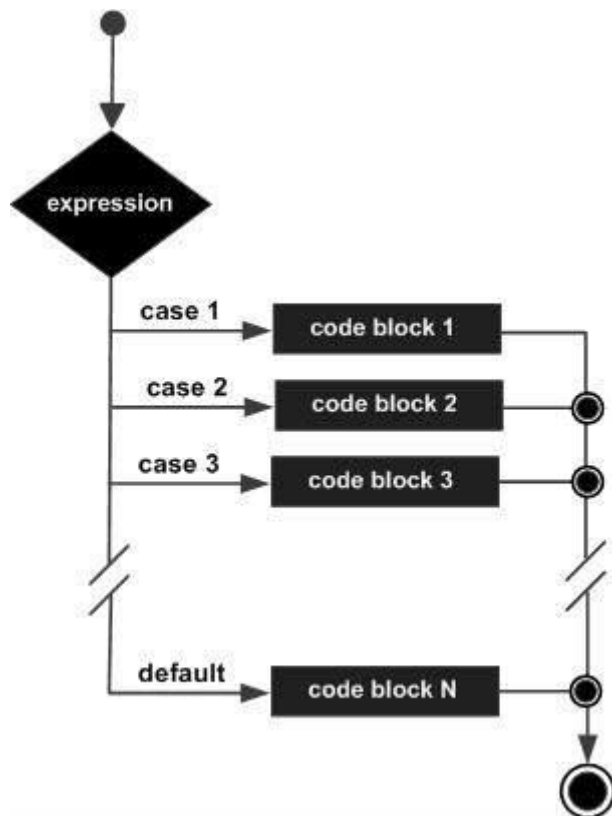 expression
case 1
code block 1
case 2
code block 2
case 3
code block 3
default
code block N